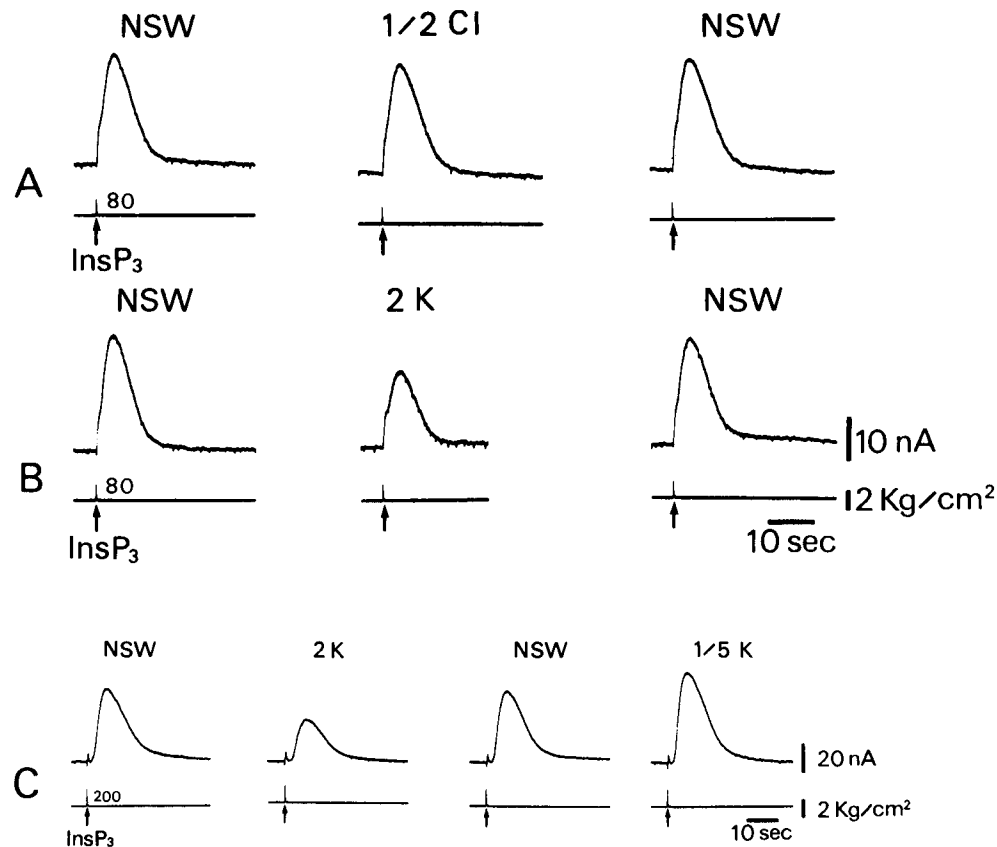 NSW 1/2 Cl NSW
A
80
InsP₃
NSW 2 K NSW
10 nA
B
80
2 Kg/cm²
InsP₃
10 sec
NSW 2 K NSW 1/5 K
20 nA
C
200
2 Kg/cm²
InsP₃
10 sec